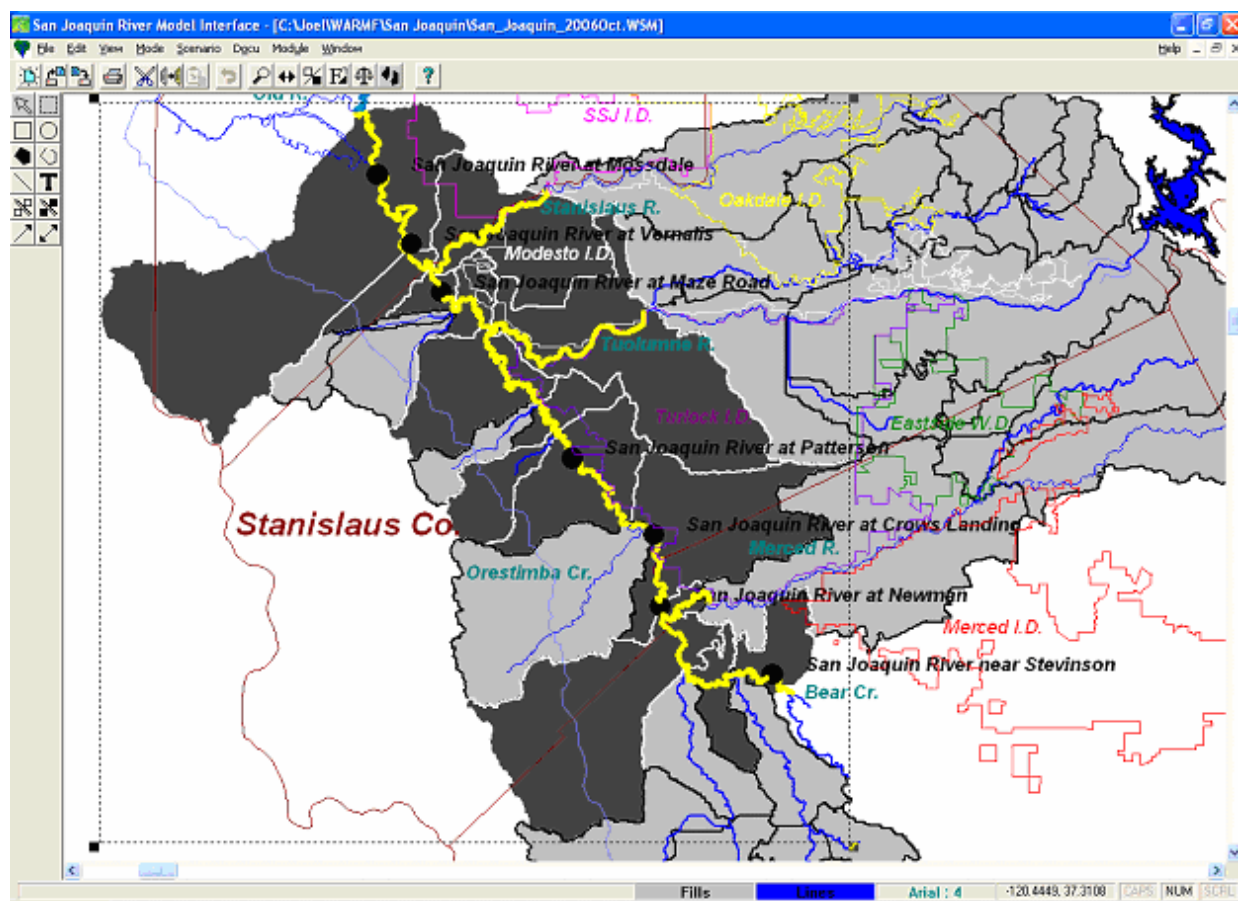 San Joaquin River Model Interface - [C:\Joel\WARMF\San Joaquin\San_Joaquin_2006Oct.WSM]
File Edit View Mode Scenario Docu Module Window Help
Old R.
SSJ I.D.
San Joaquin River at Mossdale
Stanislaus R.
Oakdale I.D.
San Joaquin River at Vernalis
Modesto I.D.
San Joaquin River at Maze Road
Tuolumne R.
Turlock I.D.
Eastside W.D.
San Joaquin River at Patterson
Stanislaus Co.
San Joaquin River at Crows Landing
Merced R.
Orestimba Cr.
San Joaquin River at Newman
Merced I.D.
San Joaquin River near Stevinson
Bear Cr.
Fills Lines Arial : 4 -120.4449, 37.3108 CAPS NUM SCRL